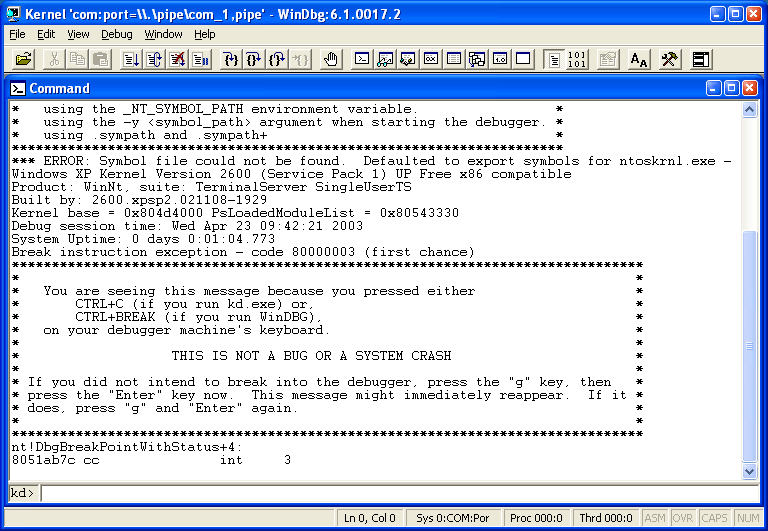 Kernel 'com:port=\\.\pipe\com_1,pipe' - WinDbg:6.1.0017.2
File Edit View Debug Window Help
101
101
AA
Command
*   using the _NT_SYMBOL_PATH environment variable.                 *
*   using the -y <symbol_path> argument when starting the debugger. *
*   using .sympath and .sympath+                                    *
*********************************************************************
*** ERROR: Symbol file could not be found.  Defaulted to export symbols for ntoskrnl.exe -
Windows XP Kernel Version 2600 (Service Pack 1) UP Free x86 compatible
Product: WinNt, suite: TerminalServer SingleUserTS
Built by: 2600.xpsp2.021108-1929
Kernel base = 0x804d4000 PsLoadedModuleList = 0x80543330
Debug session time: Wed Apr 23 09:42:21 2003
System Uptime: 0 days 0:01:04.773
Break instruction exception - code 80000003 (first chance)
*******************************************************************************
*                                                                             *
*   You are seeing this message because you pressed either                    *
*       CTRL+C (if you run kd.exe) or,                                        *
*       CTRL+BREAK (if you run WinDBG),                                       *
*   on your debugger machine's keyboard.                                      *
*                                                                             *
*                   THIS IS NOT A BUG OR A SYSTEM CRASH                       *
*                                                                             *
* If you did not intend to break into the debugger, press the "g" key, then   *
* press the "Enter" key now.  This message might immediately reappear.  If it *
* does, press "g" and "Enter" again.                                          *
*                                                                             *
*******************************************************************************
nt!DbgBreakPointWithStatus+4:
8051ab7c cc               int     3
kd>
Ln 0, Col 0 Sys 0:COM:Por Proc 000:0 Thrd 000:0 ASM OVR CAPS NUM